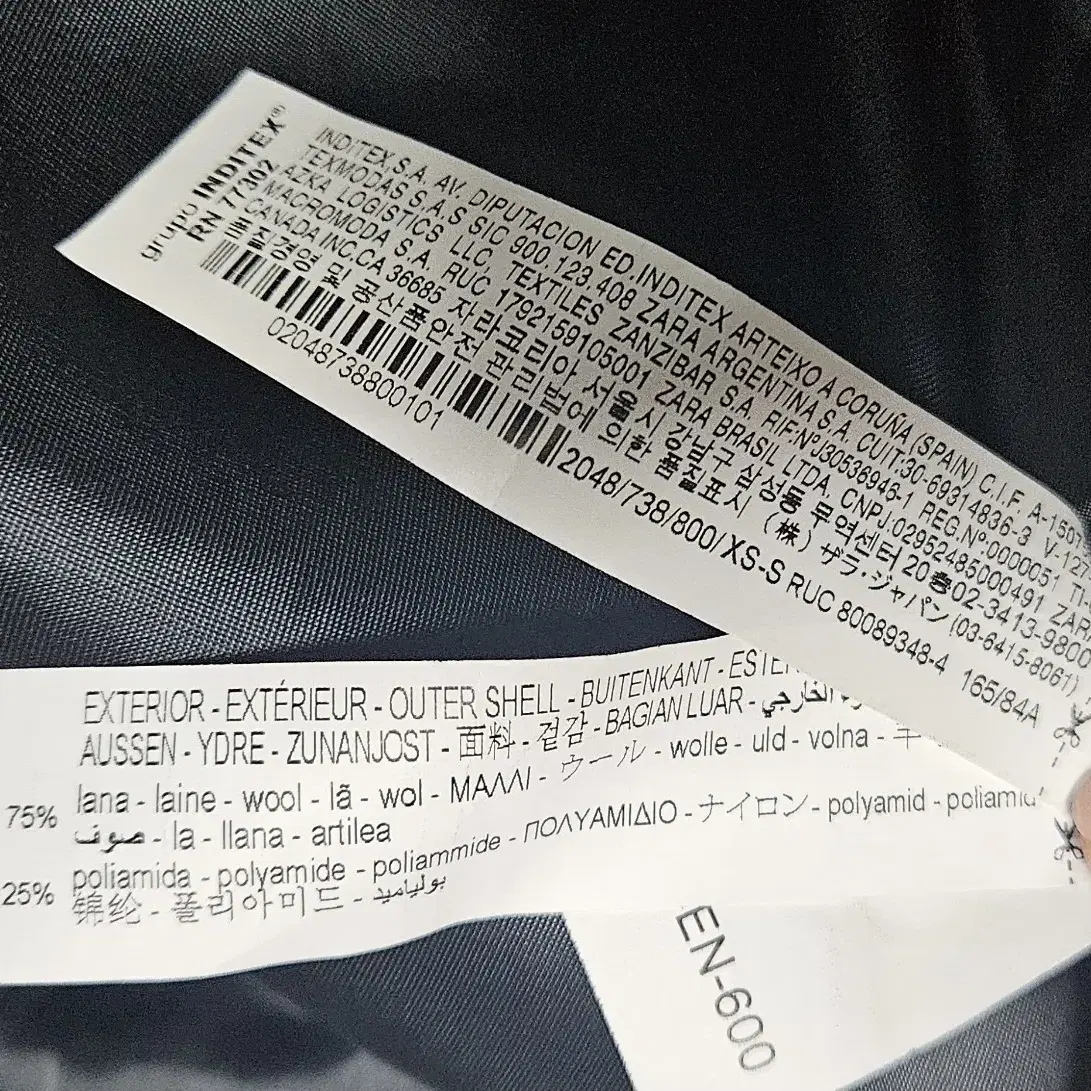 grupo INDITEX®
RN 77302
INDITEX,S.A. AV. DIPUTACION ED.INDITEX ARTEIXO A CORUÑA (SPAIN) C.I.F. A-150
TEXMODAS S.A.S SIC 900.123.408 ZARA ARGENTINA S.A. CUIT:30-69314836-3 V-127
AZKA LOGISTICS LLC, TEXTILES ZANZIBAR S.A. RIF:Nº J30536946-1 REG.Nº:0000051
MACROMODA S.A. RUC 1792159105001 ZARA BRASIL LTDA, CNPJ:02952485000491 ZAR
CANADA INC.CA 36685 자라코리아 서울시 강남구 삼성동 무역센터 20층02-3413-9800
품질경영 및 공산품안전 관리법에 의한 품질표시 (株) ザラ・ジャパン (03-6415-8061)
02048738800101
2048/738/800/XS-S RUC 80089348-4 165/84A
EXTERIOR - EXTÉRIEUR - OUTER SHELL - BUITENKANT -
AUSSEN - YDRE - ZUNANJOST - 面料 - 겉감 - BAGIAN LUAR - الخارجي
75% lana - laine - wool - lã - wol - ΜΑΛΛΙ - ウール - wolle - uld - volna -
صوف - la - llana - artilea
25% poliamida - polyamide - poliammide - ΠΟΛΥΑΜΙΔΙΟ - ナイロン - polyamid -
锦纶 - 폴리아미드 - بولياميد
EN-600